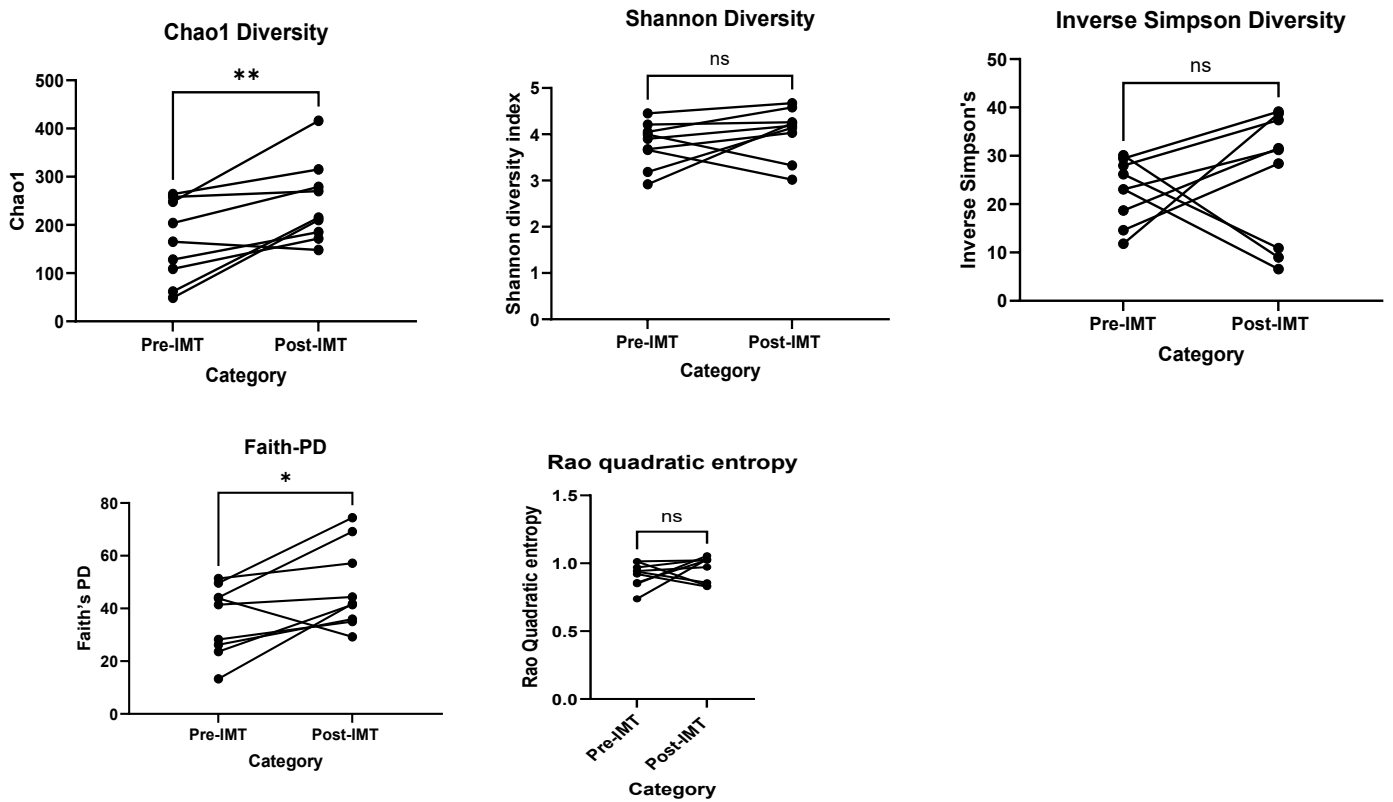 Chao1 Diversity
**
500
400
300
200
100
0
Chao1
Pre-IMT Post-IMT
Category
Shannon Diversity
ns
5
4
3
2
1
0
Shannon diversity index
Pre-IMT Post-IMT
Category
Inverse Simpson Diversity
ns
50
40
30
20
10
0
Inverse Simpson's
Pre-IMT Post-IMT
Category
Faith-PD
*
80
60
40
20
0
Faith's PD
Pre-IMT Post-IMT
Category
Rao quadratic entropy
ns
1.5
1.0
0.5
0.0
Rao Quadratic entropy
Pre-IMT Post-IMT
Category